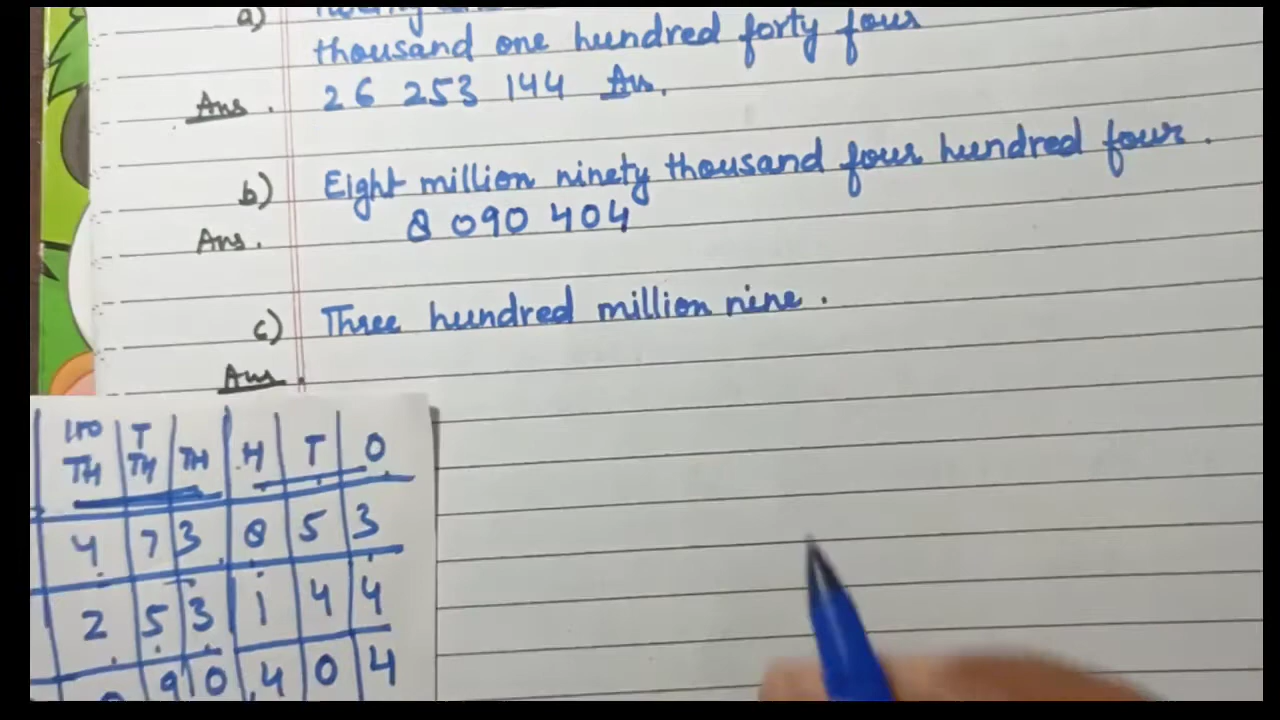 a)
thousand one hundred forty four
Ans. 26 253 144 An.
b) Eight million ninety thousand four hundred four.
Ans. 8 090 404
c) Three hundred million nine.
Ans.
TH TTH TH H T O
4 7 3 8 5 3
2 5 3 1 4 4
9 0 4 0 4